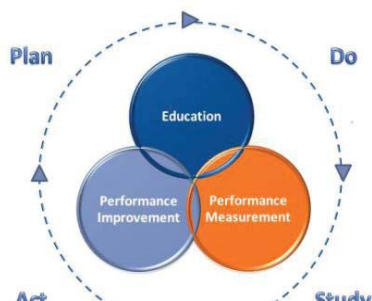 Plan
Do
Education
Performance
Improvement
Performance
Measurement
Act
Study